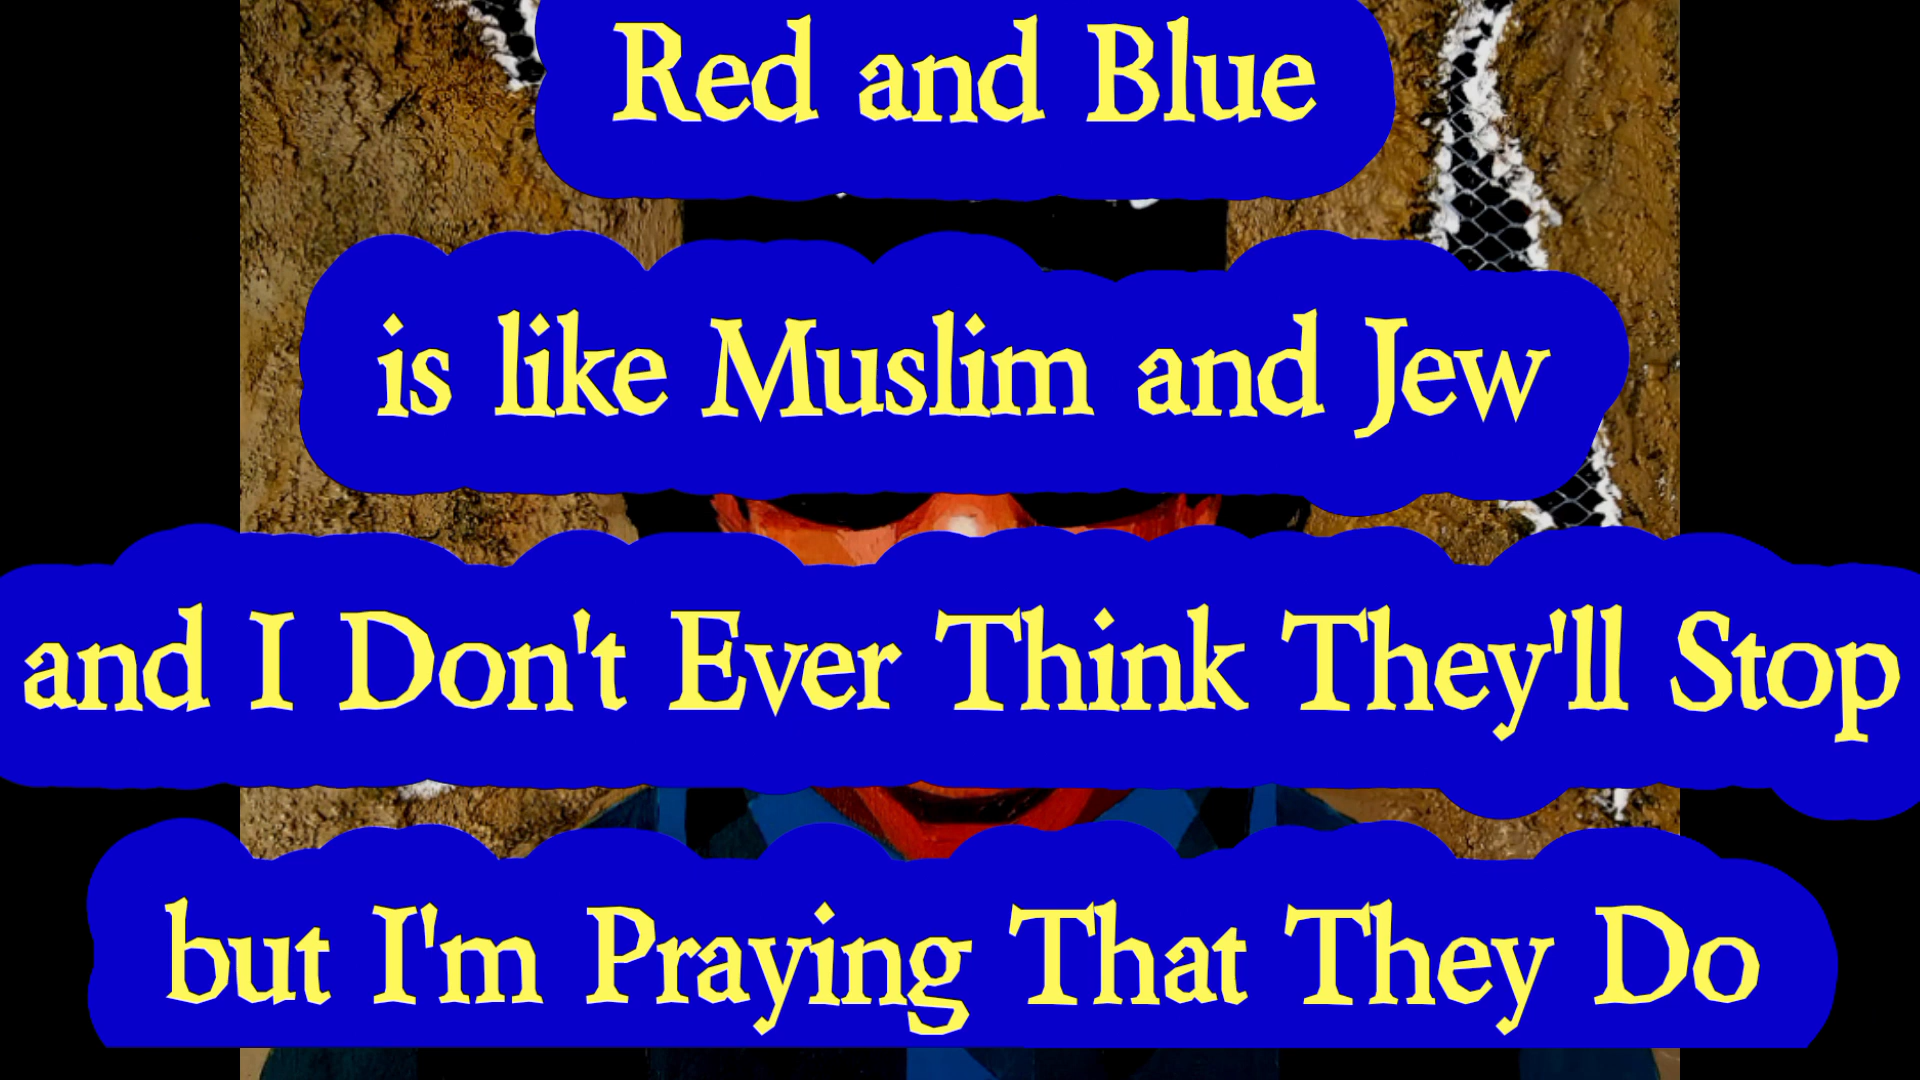 Red and Blue
is like Muslim and Jew
and I Don't Ever Think They'll Stop
but I'm Praying That They Do